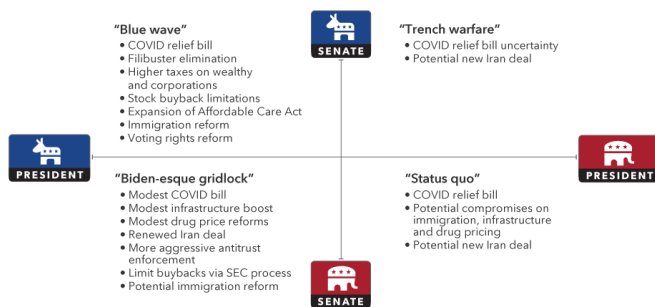 "Blue wave"
• COVID relief bill
• Filibuster elimination
• Higher taxes on wealthy
and corporations
• Stock buyback limitations
• Expansion of Affordable Care Act
• Immigration reform
• Voting rights reform
SENATE
"Trench warfare"
• COVID relief bill uncertainty
• Potential new Iran deal
PRESIDENT
PRESIDENT
"Biden-esque gridlock"
• Modest COVID bill
• Modest infrastructure boost
• Modest drug price reforms
• Renewed Iran deal
• More aggressive antitrust
enforcement
• Limit buybacks via SEC process
• Potential immigration reform
"Status quo"
• COVID relief bill
• Potential compromises on
immigration, infrastructure
and drug pricing
• Potential new Iran deal
SENATE